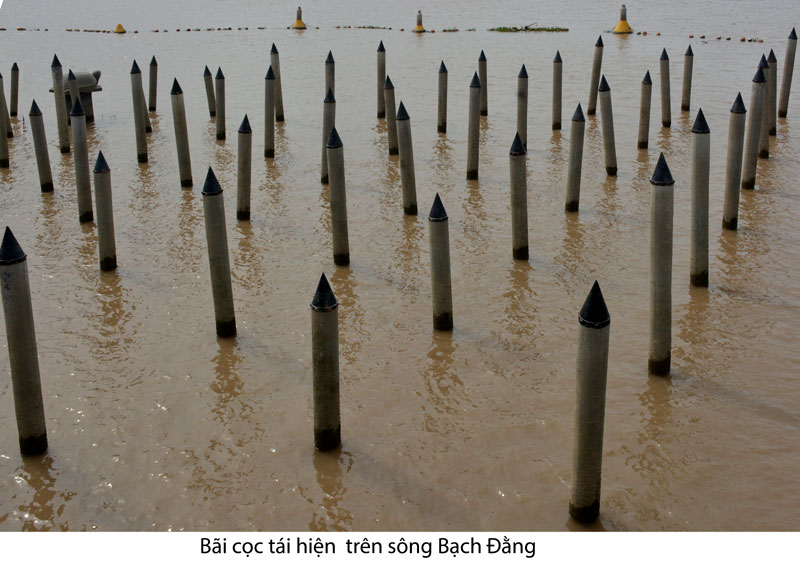 Bãi cọc tái hiện  trên sông Bạch Đằng